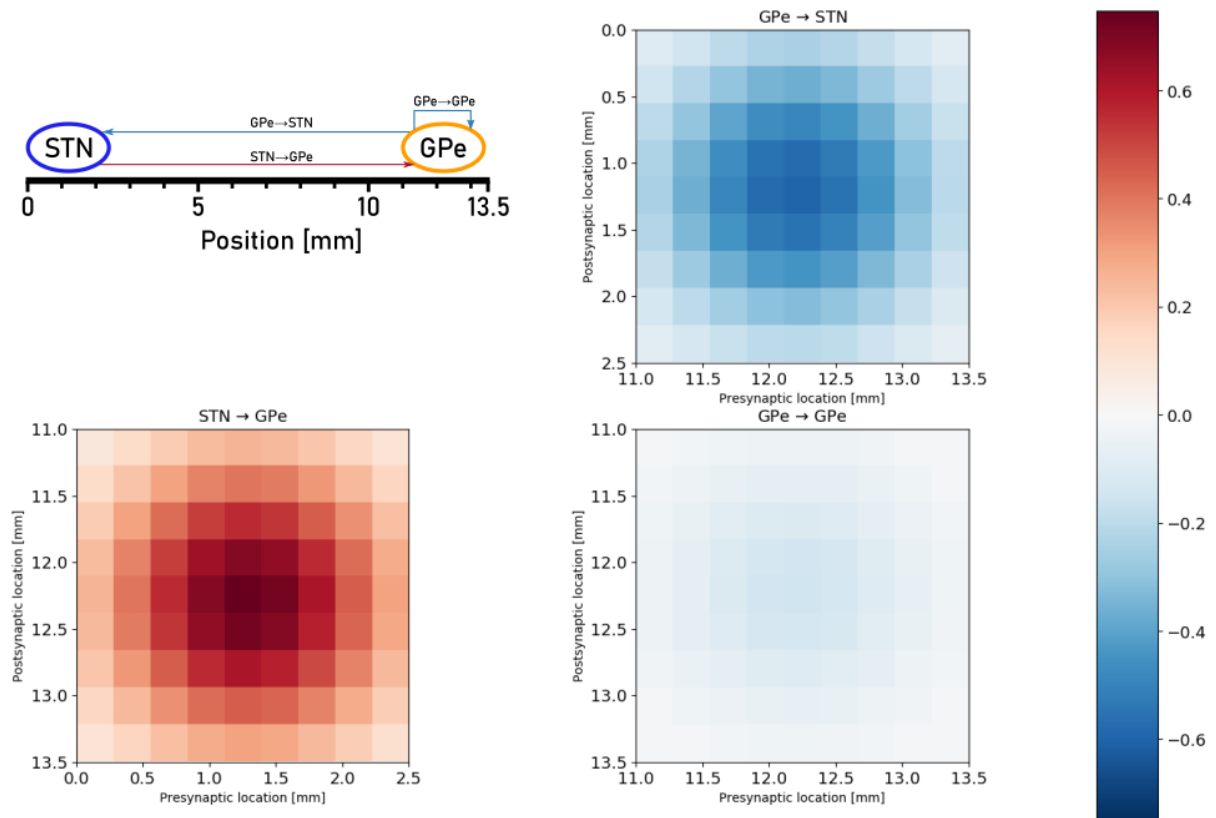 GPe→GPe
GPe→STN
STN
GPe
STN→GPe
0
5
10
13.5
Position [mm]
GPe → STN
0.0
0.5
1.0
1.5
2.0
2.5
Postsynaptic location [mm]
11.0 11.5 12.0 12.5 13.0 13.5
Presynaptic location [mm]
STN → GPe
11.0
11.5
12.0
12.5
13.0
13.5
Postsynaptic location [mm]
0.0 0.5 1.0 1.5 2.0 2.5
Presynaptic location [mm]
GPe → GPe
11.0
11.5
12.0
12.5
13.0
13.5
Postsynaptic location [mm]
11.0 11.5 12.0 12.5 13.0 13.5
Presynaptic location [mm]
0.6
0.4
0.2
0.0
−0.2
−0.4
−0.6